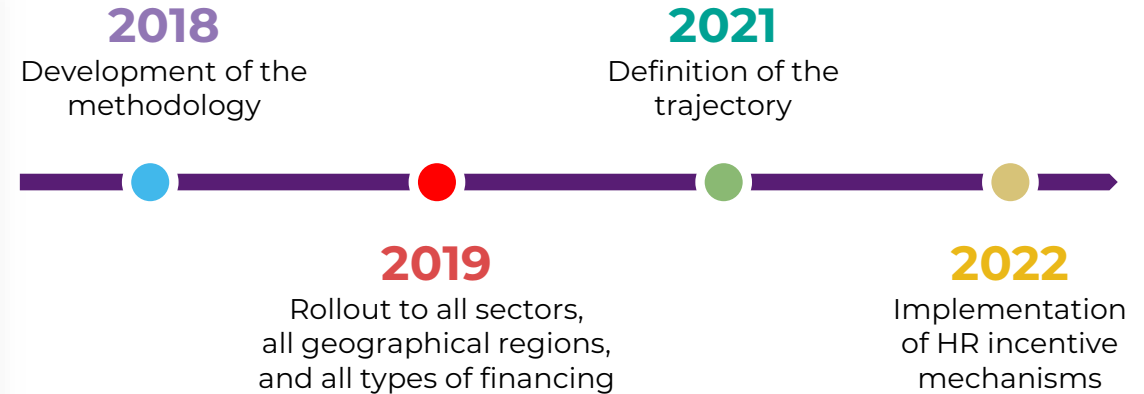 2018
Development of the
methodology
2019
Rollout to all sectors,
all geographical regions,
and all types of financing
2021
Definition of the
trajectory
2022
Implementation
of HR incentive
mechanisms